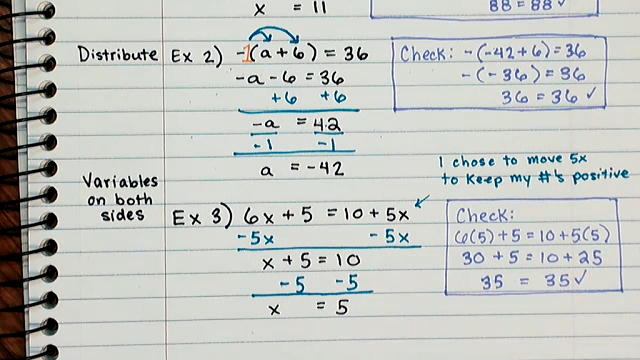 x = 11
88 = 88 ✓
Distribute Ex 2) -1(a + 6) = 36
-a - 6 = 36
+6 +6
-a = 42
-1 -1
a = -42
Check: -(-42+6) = 36
-(-36) = 36
36 = 36 ✓
Variables
on both
sides
I chose to move 5x
to keep my #'s positive
Ex 3) 6x + 5 = 10 + 5x
-5x - 5x
x + 5 = 10
-5 -5
x = 5
Check:
6(5) + 5 = 10 + 5(5)
30 + 5 = 10 + 25
35 = 35 ✓